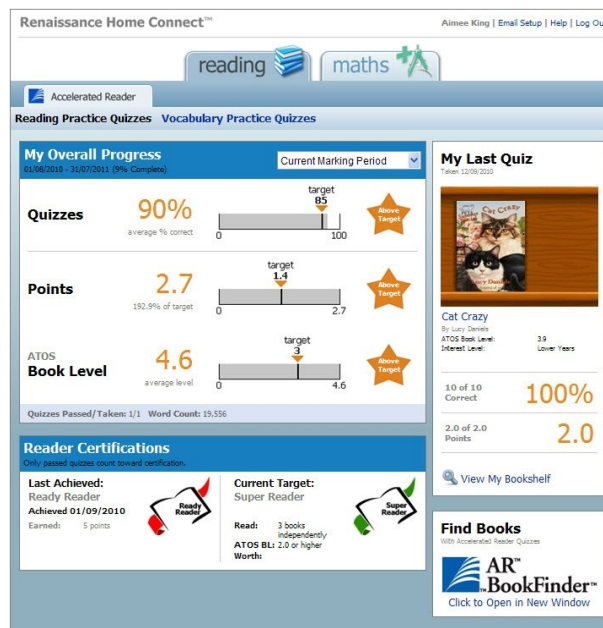 Renaissance Home Connect™
Aimee King | Email Setup | Help | Log Ou
reading
maths
Accelerated Reader
Reading Practice Quizzes Vocabulary Practice Quizzes
My Overall Progress
01/08/2010 - 31/07/2011 (9% Complete)
Current Marking Period
Quizzes
90%
average % correct
target
85
0 100
Above Target
Points
2.7
192.9% of target
target
1.4
0 2.7
Above Target
ATOS
Book Level
4.6
average level
target
3
0 4.6
Above Target
Quizzes Passed/Taken: 1/1 Word Count: 19,556
Reader Certifications
Only passed quizzes count toward certification.
Last Achieved:
Ready Reader
Achieved 01/09/2010
Earned: 5 points
Ready
Reader
Current Target:
Super Reader
Read: 3 books
independently
ATOS BL: 2.0 or higher
Worth:
Super
Reader
My Last Quiz
Taken 12/09/2010
Cat Crazy
Lucy Daniels
Cat Crazy
By Lucy Daniels
ATOS Book Level: 3.9
Interest Level: Lower Years
10 of 10
Correct
100%
2.0 of 2.0
Points
2.0
View My Bookshelf
Find Books
With Accelerated Reader Quizzes
AR™
BookFinder™
Click to Open in New Window